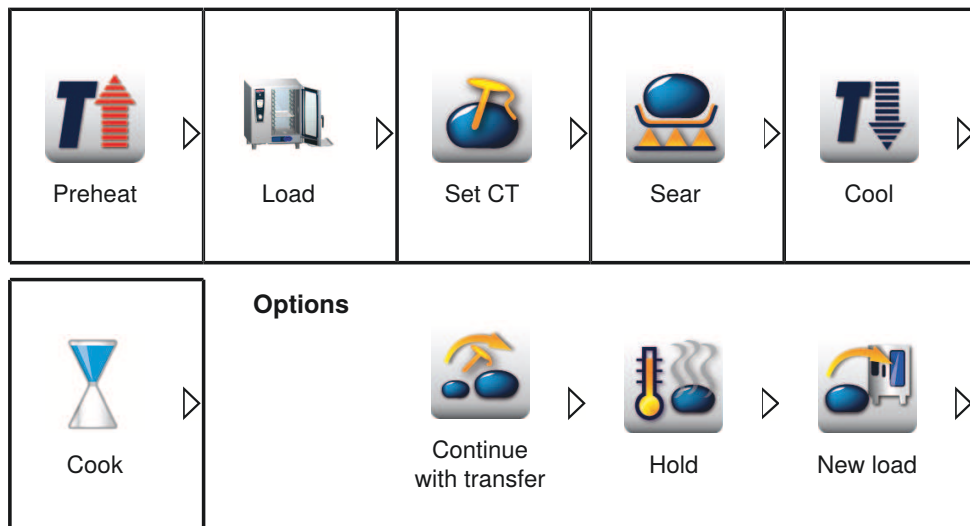 Preheat
Load
Set CT
Sear
Cool
Cook
Options
Continue
with transfer
Hold
New load